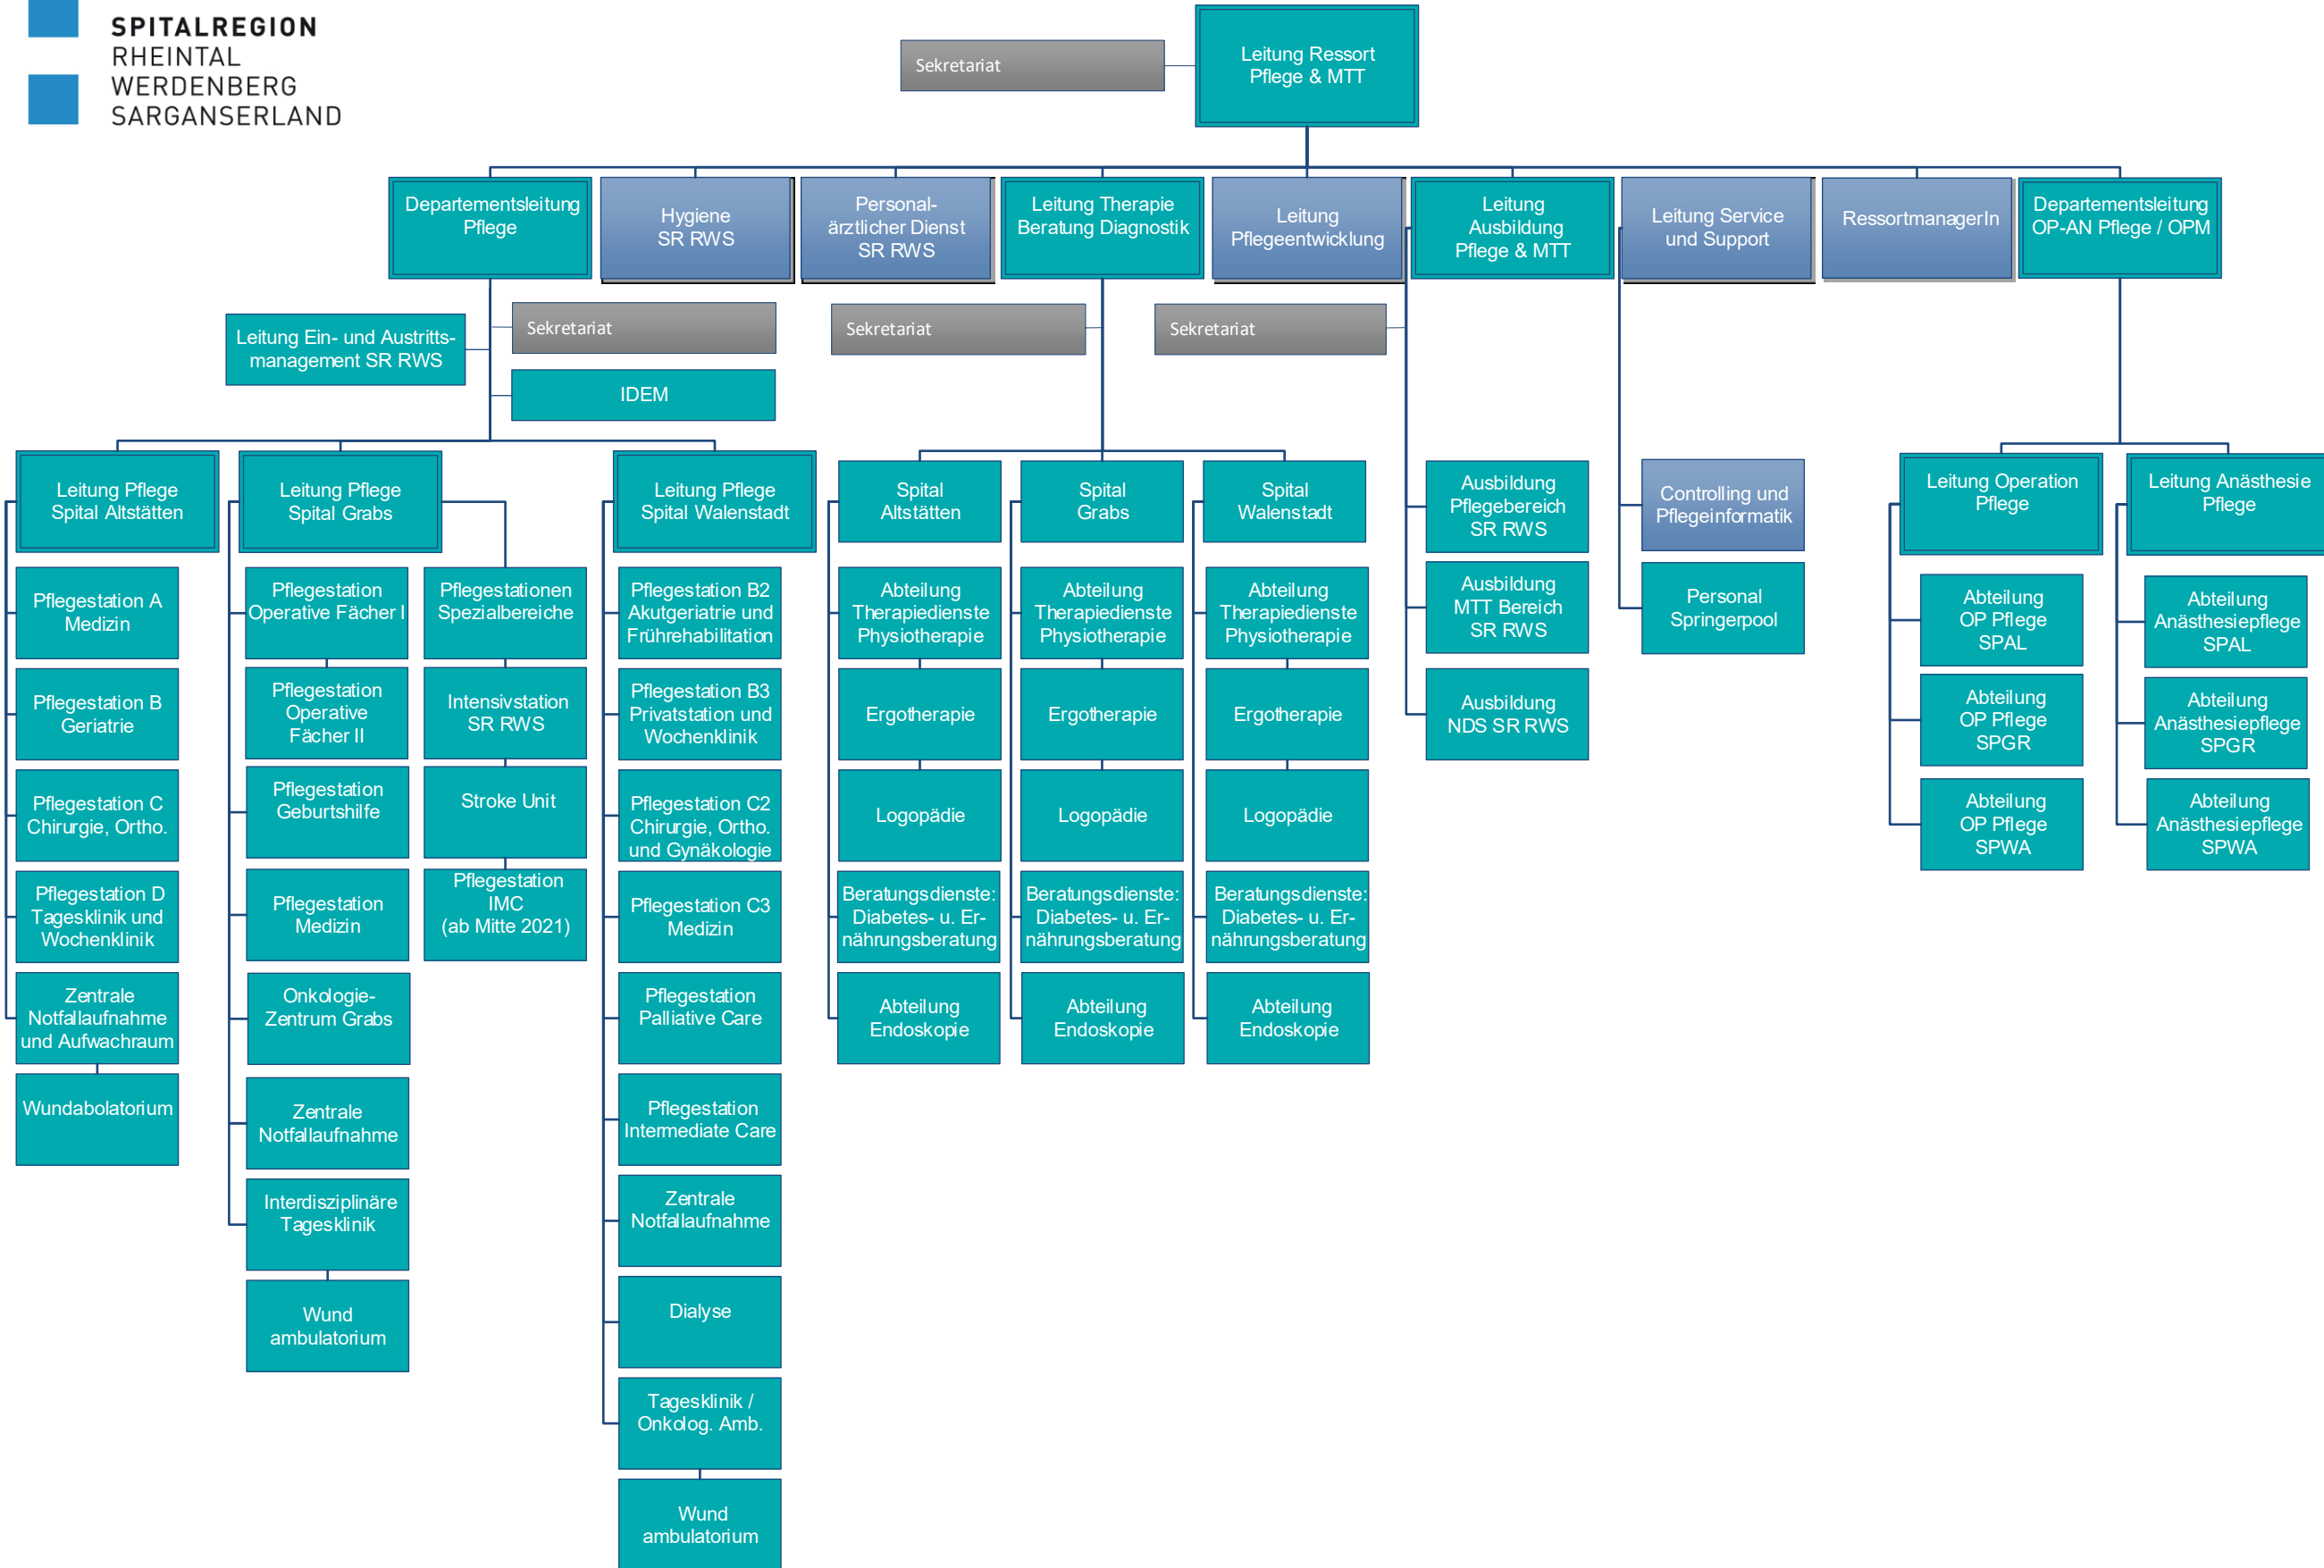 SPITALREGION
RHEINTAL
WERDENBERG
SARGANSERLAND
Sekretariat
Leitung Ressort
Pflege & MTT
Departementsleitung
Pflege
Hygiene
SR RWS
Personal-
ärztlicher Dienst
SR RWS
Leitung Therapie
Beratung Diagnostik
Leitung
Pflegeentwicklung
Leitung
Ausbildung
Pflege & MTT
Leitung Service
und Support
RessortmanagerIn
Departementsleitung
OP-AN Pflege / OPM
Leitung Ein- und Austritts-
management SR RWS
Sekretariat
IDEM
Sekretariat
Sekretariat
Leitung Pflege
Spital Altstätten
Pflegestation A
Medizin
Pflegestation B
Geriatrie
Pflegestation C
Chirurgie, Ortho.
Pflegestation D
Tagesklinik und
Wochenklinik
Zentrale
Notfallaufnahme
und Aufwachraum
Wundabolatorium
Leitung Pflege
Spital Grabs
Pflegestation
Operative Fächer I
Pflegestation
Operative
Fächer II
Pflegestation
Geburtshilfe
Pflegestation
Medizin
Onkologie-
Zentrum Grabs
Zentrale
Notfallaufnahme
Interdisziplinäre
Tagesklinik
Wund
ambulatorium
Pflegestationen
Spezialbereiche
Intensivstation
SR RWS
Stroke Unit
Pflegestation
IMC
(ab Mitte 2021)
Leitung Pflege
Spital Walenstadt
Pflegestation B2
Akutgeriatrie und
Frührehabilitation
Pflegestation B3
Privatstation und
Wochenklinik
Pflegestation C2
Chirurgie, Ortho.
und Gynäkologie
Pflegestation C3
Medizin
Pflegestation
Palliative Care
Pflegestation
Intermediate Care
Zentrale
Notfallaufnahme
Dialyse
Tagesklinik /
Onkolog. Amb.
Wund
ambulatorium
Spital
Altstätten
Abteilung
Therapiedienste
Physiotherapie
Ergotherapie
Logopädie
Beratungsdienste:
Diabetes- u. Er-
nährungsberatung
Abteilung
Endoskopie
Spital
Grabs
Abteilung
Therapiedienste
Physiotherapie
Ergotherapie
Logopädie
Beratungsdienste:
Diabetes- u. Er-
nährungsberatung
Abteilung
Endoskopie
Spital
Walenstadt
Abteilung
Therapiedienste
Physiotherapie
Ergotherapie
Logopädie
Beratungsdienste:
Diabetes- u. Er-
nährungsberatung
Abteilung
Endoskopie
Ausbildung
Pflegebereich
SR RWS
Ausbildung
MTT Bereich
SR RWS
Ausbildung
NDS SR RWS
Controlling und
Pflegeinformatik
Personal
Springerpool
Leitung Operation
Pflege
Abteilung
OP Pflege
SPAL
Abteilung
OP Pflege
SPGR
Abteilung
OP Pflege
SPWA
Leitung Anästhesie
Pflege
Abteilung
Anästhesiepflege
SPAL
Abteilung
Anästhesiepflege
SPGR
Abteilung
Anästhesiepflege
SPWA